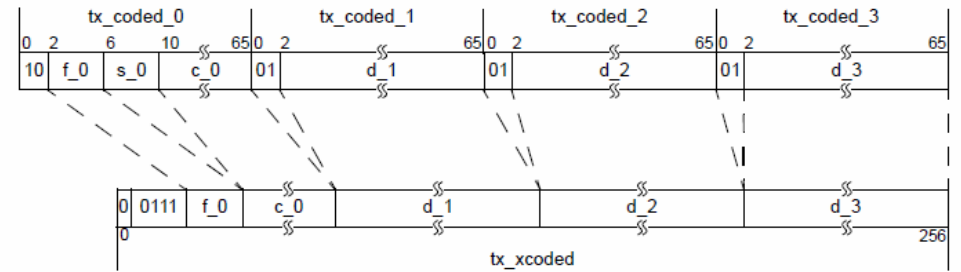 tx_coded_0 tx_coded_1 tx_coded_2 tx_coded_3
0 2 6 10 65 0 2 65 0 2 65 0 2 65
10 f_0 s_0 c_0 01 d_1 01 d_2 01 d_3
0 0111 f_0 c_0 d_1 d_2 d_3
0 256
tx_xcoded